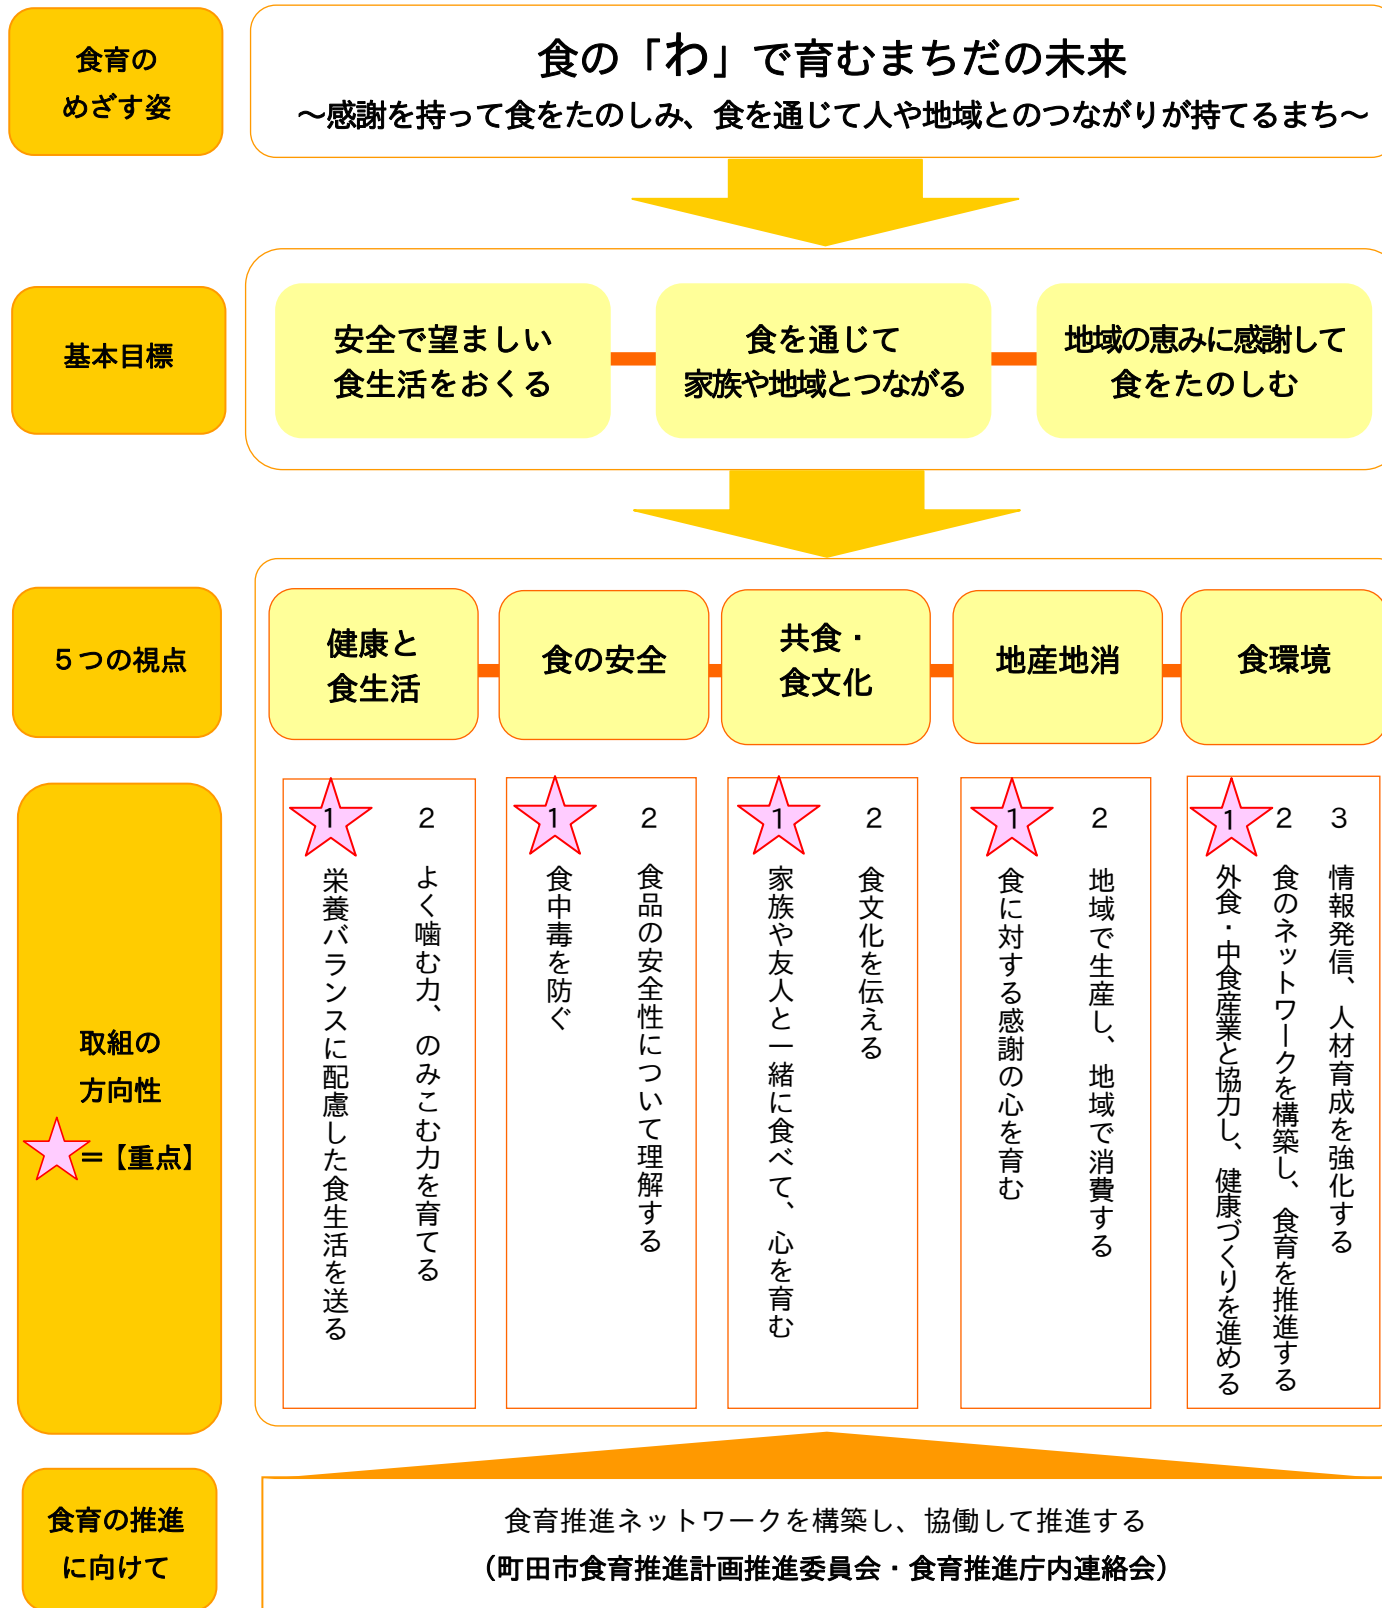 食育の
めざす姿
食の「わ」で育むまちだの未来
～感謝を持って食をたのしみ、食を通じて人や地域とのつながりが持てるまち～
基本目標
安全で望ましい
食生活をおくる
食を通じて
家族や地域とつながる
地域の恵みに感謝して
食をたのしむ
５つの視点
健康と
食生活
食の安全
共食・
食文化
地産地消
食環境
取組の
方向性
＝【重点】
1
栄養バランスに配慮した食生活を送る
2
よく噛む力、のみこむ力を育てる
1
食中毒を防ぐ
2
食品の安全性について理解する
1
家族や友人と一緒に食べて、心を育む
2
食文化を伝える
1
食に対する感謝の心を育む
2
地域で生産し、地域で消費する
1
外食・中食産業と協力し、健康づくりを進める
2
食のネットワークを構築し、食育を推進する
3
情報発信、人材育成を強化する
食育の推進
に向けて
食育推進ネットワークを構築し、協働して推進する
（町田市食育推進計画推進委員会・食育推進庁内連絡会）